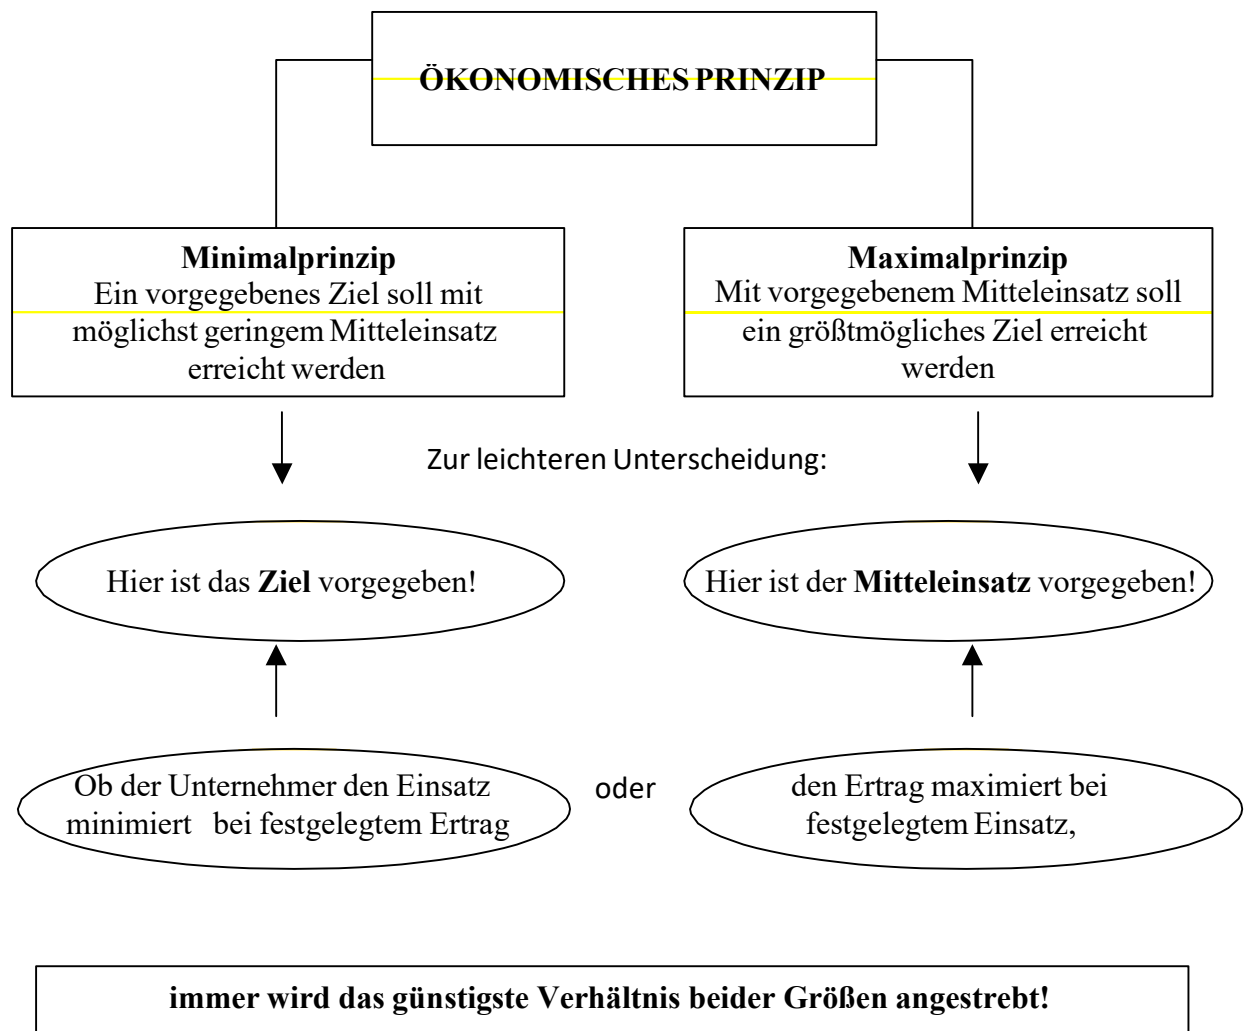 ÖKONOMISCHES PRINZIP
Minimalprinzip
Ein vorgegebenes Ziel soll mit
möglichst geringem Mitteleinsatz
erreicht werden
Maximalprinzip
Mit vorgegebenem Mitteleinsatz soll
ein größtmögliches Ziel erreicht
werden
Zur leichteren Unterscheidung:
Hier ist das Ziel vorgegeben!
Hier ist der Mitteleinsatz vorgegeben!
Ob der Unternehmer den Einsatz
minimiert bei festgelegtem Ertrag
oder
den Ertrag maximiert bei
festgelegtem Einsatz,
immer wird das günstigste Verhältnis beider Größen angestrebt!